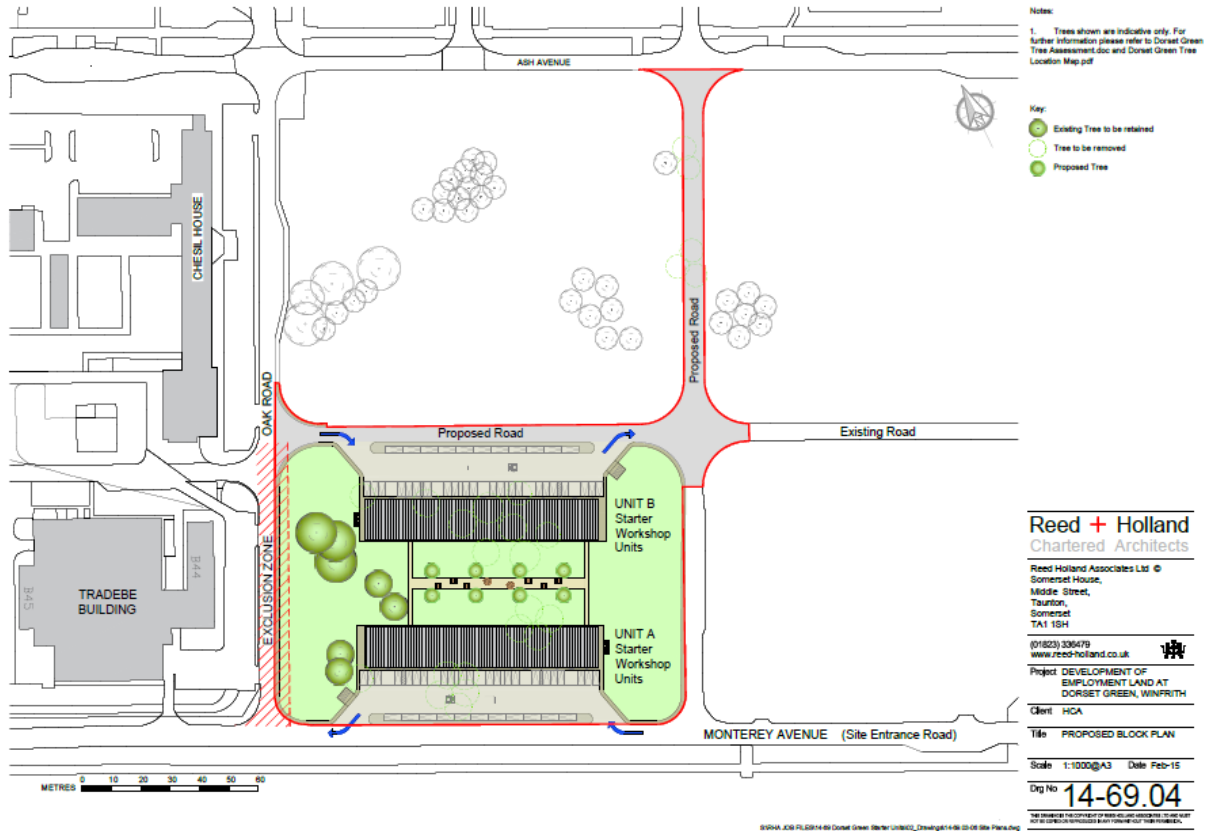 ASH AVENUE
CHESIL HOUSE
OAK ROAD
Proposed Road
Proposed Road
Existing Road
EXCLUSION ZONE
UNIT B
Starter
Workshop
Units
TRADEBE
BUILDING
B44
B45
UNIT A
Starter
Workshop
Units
MONTEREY AVENUE (Site Entrance Road)
METRES 0 10 20 30 40 50 60
Notes:
1. Trees shown are indicative only. For
further information please refer to Dorset Green
Tree Assessment.doc and Dorset Green Tree
Location Map.pdf
Key:
Existing Tree to be retained
Tree to be removed
Proposed Tree
Reed + Holland
Chartered Architects
Reed Holland Associates Ltd ©
Somerset House,
Middle Street,
Taunton,
Somerset
TA1 1SH
(01823) 336479
www.reed-holland.co.uk
Project DEVELOPMENT OF
EMPLOYMENT LAND AT
DORSET GREEN, WINFRITH
Client HCA
Title PROPOSED BLOCK PLAN
Scale 1:1000@A3 Date Feb-15
Drg No 14-69.04